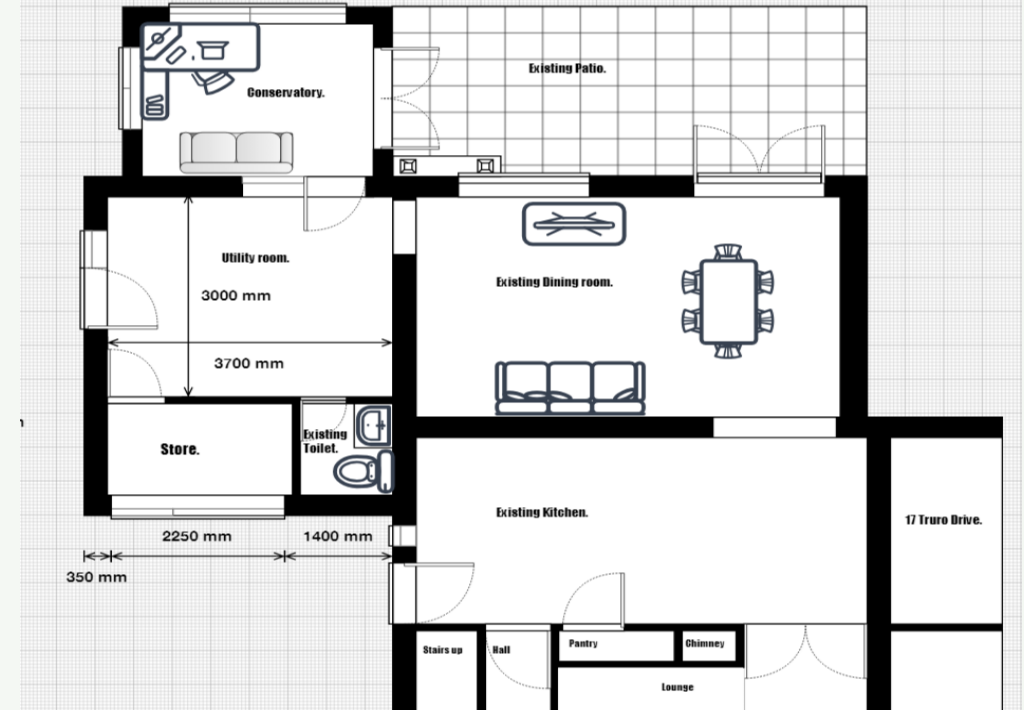 Existing Patio.
Conservatory.
Utility room.
Existing Dining room.
3000 mm
3700 mm
Existing
Toilet.
Store.
Existing Kitchen.
17 Truro Drive.
2250 mm
1400 mm
350 mm
Stairs up
Hall
Pantry
Chimney
Lounge